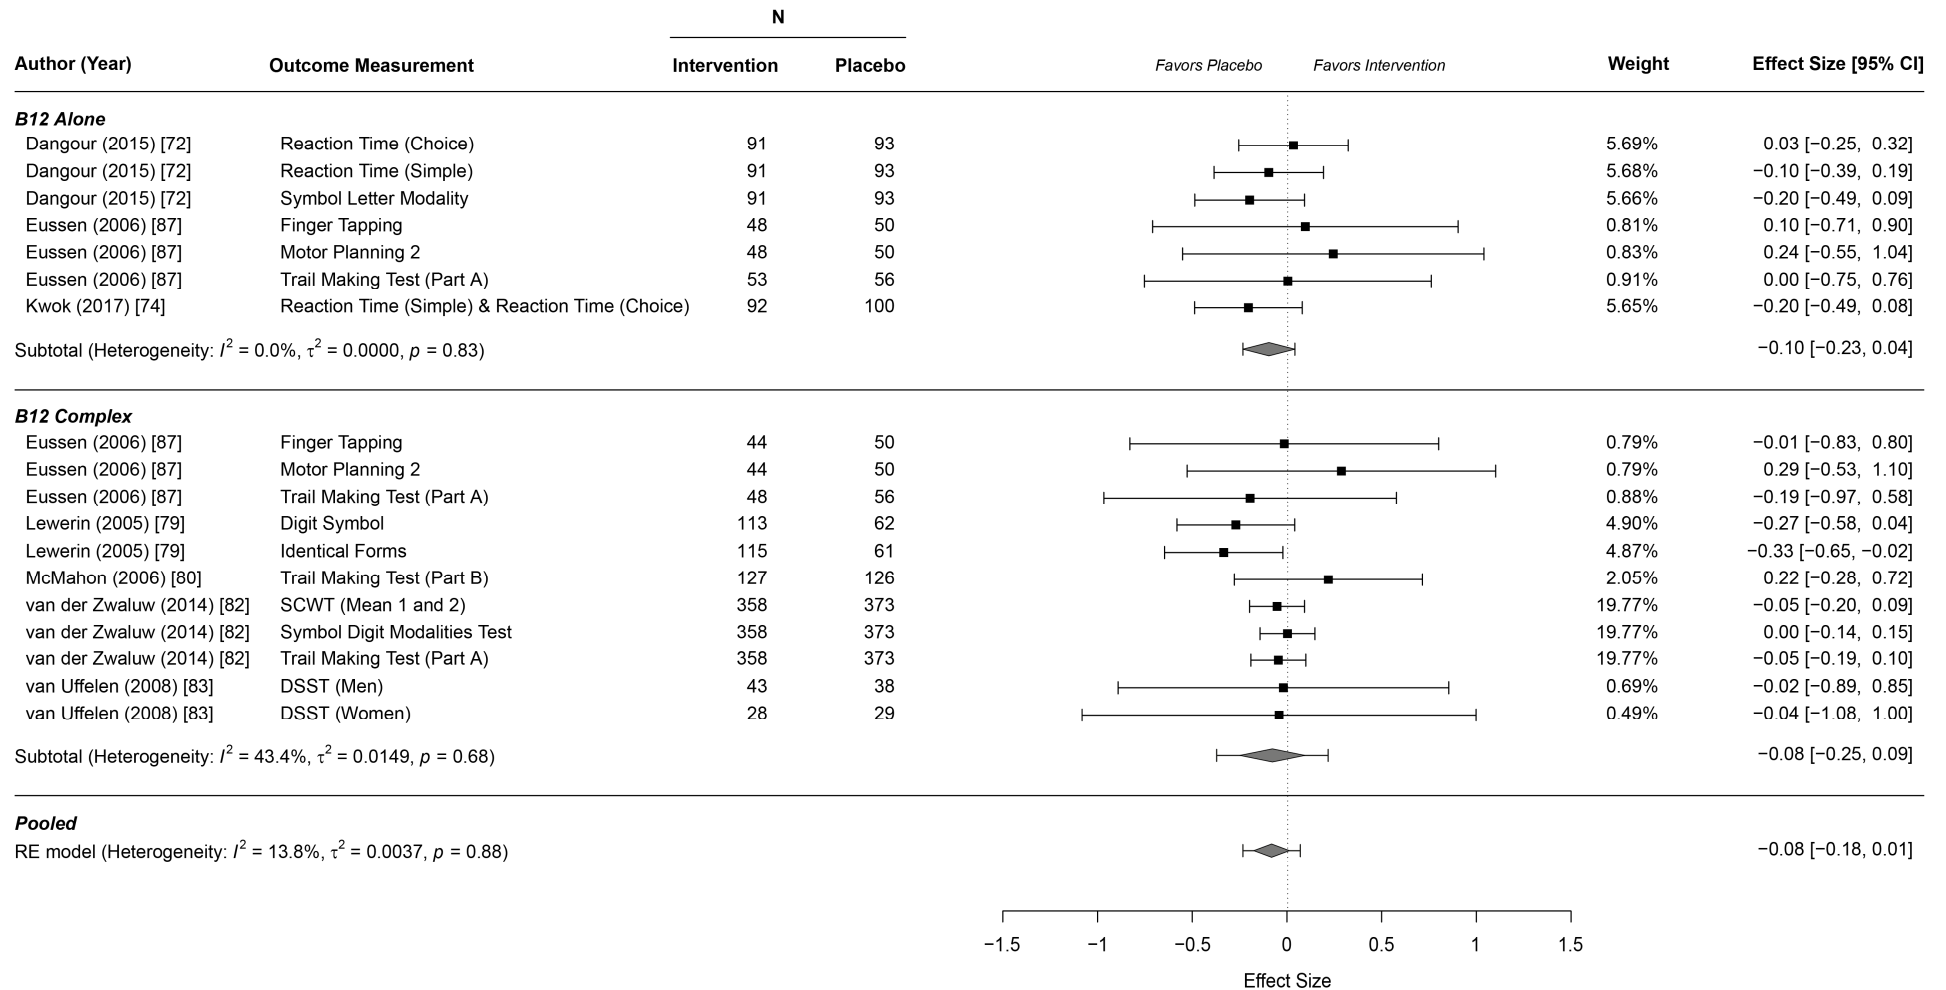 N
Author (Year) Outcome Measurement Intervention Placebo Favors Placebo Favors Intervention Weight Effect Size [95% CI]
B12 Alone
Dangour (2015) [72] Reaction Time (Choice) 91 93 5.69% 0.03 [−0.25, 0.32]
Dangour (2015) [72] Reaction Time (Simple) 91 93 5.68% −0.10 [−0.39, 0.19]
Dangour (2015) [72] Symbol Letter Modality 91 93 5.66% −0.20 [−0.49, 0.09]
Eussen (2006) [87] Finger Tapping 48 50 0.81% 0.10 [−0.71, 0.90]
Eussen (2006) [87] Motor Planning 2 48 50 0.83% 0.24 [−0.55, 1.04]
Eussen (2006) [87] Trail Making Test (Part A) 53 56 0.91% 0.00 [−0.75, 0.76]
Kwok (2017) [74] Reaction Time (Simple) & Reaction Time (Choice) 92 100 5.65% −0.20 [−0.49, 0.08]
Subtotal (Heterogeneity: I² = 0.0%, τ² = 0.0000, p = 0.83) −0.10 [−0.23, 0.04]
B12 Complex
Eussen (2006) [87] Finger Tapping 44 50 0.79% −0.01 [−0.83, 0.80]
Eussen (2006) [87] Motor Planning 2 44 50 0.79% 0.29 [−0.53, 1.10]
Eussen (2006) [87] Trail Making Test (Part A) 48 56 0.88% −0.19 [−0.97, 0.58]
Lewerin (2005) [79] Digit Symbol 113 62 4.90% −0.27 [−0.58, 0.04]
Lewerin (2005) [79] Identical Forms 115 61 4.87% −0.33 [−0.65, −0.02]
McMahon (2006) [80] Trail Making Test (Part B) 127 126 2.05% 0.22 [−0.28, 0.72]
van der Zwaluw (2014) [82] SCWT (Mean 1 and 2) 358 373 19.77% −0.05 [−0.20, 0.09]
van der Zwaluw (2014) [82] Symbol Digit Modalities Test 358 373 19.77% 0.00 [−0.14, 0.15]
van der Zwaluw (2014) [82] Trail Making Test (Part A) 358 373 19.77% −0.05 [−0.19, 0.10]
van Uffelen (2008) [83] DSST (Men) 43 38 0.69% −0.02 [−0.89, 0.85]
van Uffelen (2008) [83] DSST (Women) 28 29 0.49% −0.04 [−1.08, 1.00]
Subtotal (Heterogeneity: I² = 43.4%, τ² = 0.0149, p = 0.68) −0.08 [−0.25, 0.09]
Pooled
RE model (Heterogeneity: I² = 13.8%, τ² = 0.0037, p = 0.88) −0.08 [−0.18, 0.01]
−1.5 −1 −0.5 0 0.5 1 1.5
Effect Size